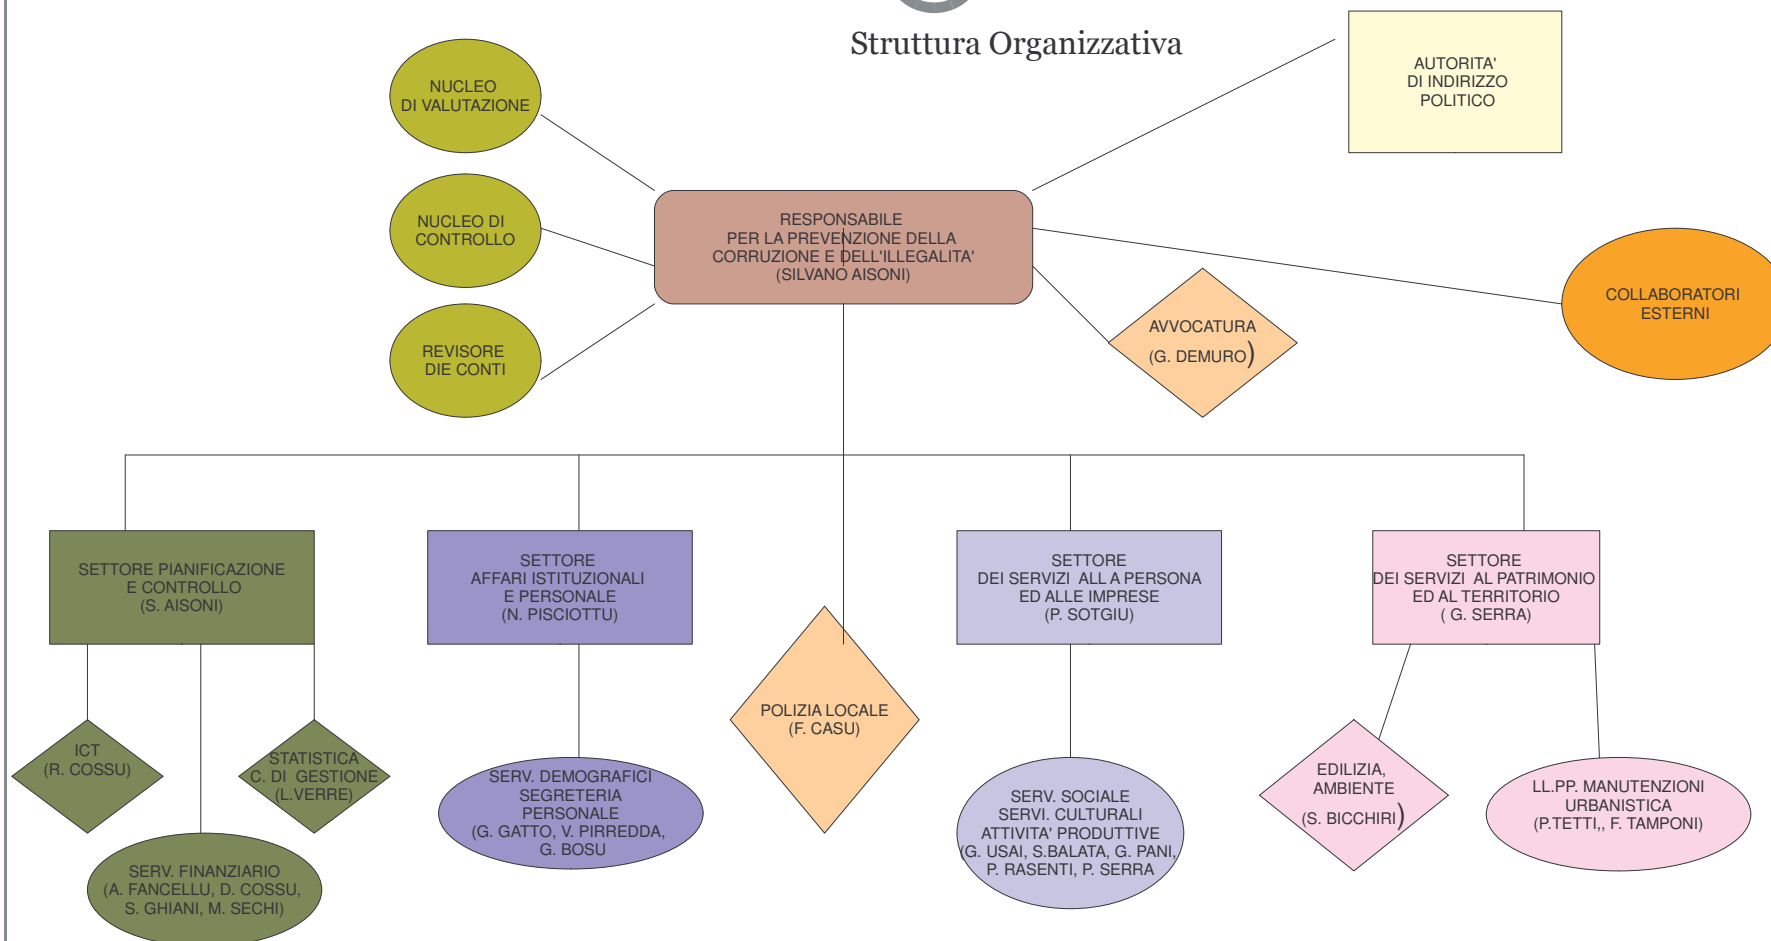 Struttura Organizzativa
NUCLEO
DI VALUTAZIONE
AUTORITA'
DI INDIRIZZO
POLITICO
NUCLEO DI
CONTROLLO
RESPONSABILE
PER LA PREVENZIONE DELLA
CORRUZIONE E DELL'ILLEGALITA'
(SILVANO AISONI)
COLLABORATORI
ESTERNI
REVISORE
DIE CONTI
AVVOCATURA
(G. DEMURO)
SETTORE PIANIFICAZIONE
E CONTROLLO
(S. AISONI)
SETTORE
AFFARI ISTITUZIONALI
E PERSONALE
(N. PISCIOTTU)
SETTORE
DEI SERVIZI ALL A PERSONA
ED ALLE IMPRESE
(P. SOTGIU)
SETTORE
DEI SERVIZI AL PATRIMONIO
ED AL TERRITORIO
( G. SERRA)
POLIZIA LOCALE
(F. CASU)
ICT
(R. COSSU)
STATISTICA
C. DI GESTIONE
(L.VERRE)
SERV. FINANZIARIO
(A. FANCELLU, D. COSSU,
S. GHIANI, M. SECHI)
SERV. DEMOGRAFICI
SEGRETERIA
PERSONALE
(G. GATTO, V. PIRREDDA,
G. BOSU
SERV. SOCIALE
SERVI. CULTURALI
ATTIVITA' PRODUTTIVE
(G. USAI, S.BALATA, G. PANI,
P. RASENTI, P. SERRA
EDILIZIA,
AMBIENTE
(S. BICCHIRI)
LL.PP. MANUTENZIONI
URBANISTICA
(P.TETTI,, F. TAMPONI)